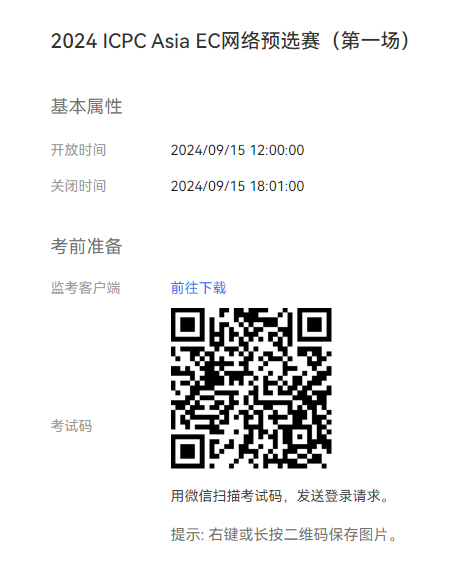 2024 ICPC Asia EC网络预选赛（第一场）
基本属性
开放时间 2024/09/15 12:00:00
关闭时间 2024/09/15 18:01:00
考前准备
监考客户端 前往下载
考试码
用微信扫描考试码，发送登录请求。
提示: 右键或长按二维码保存图片。